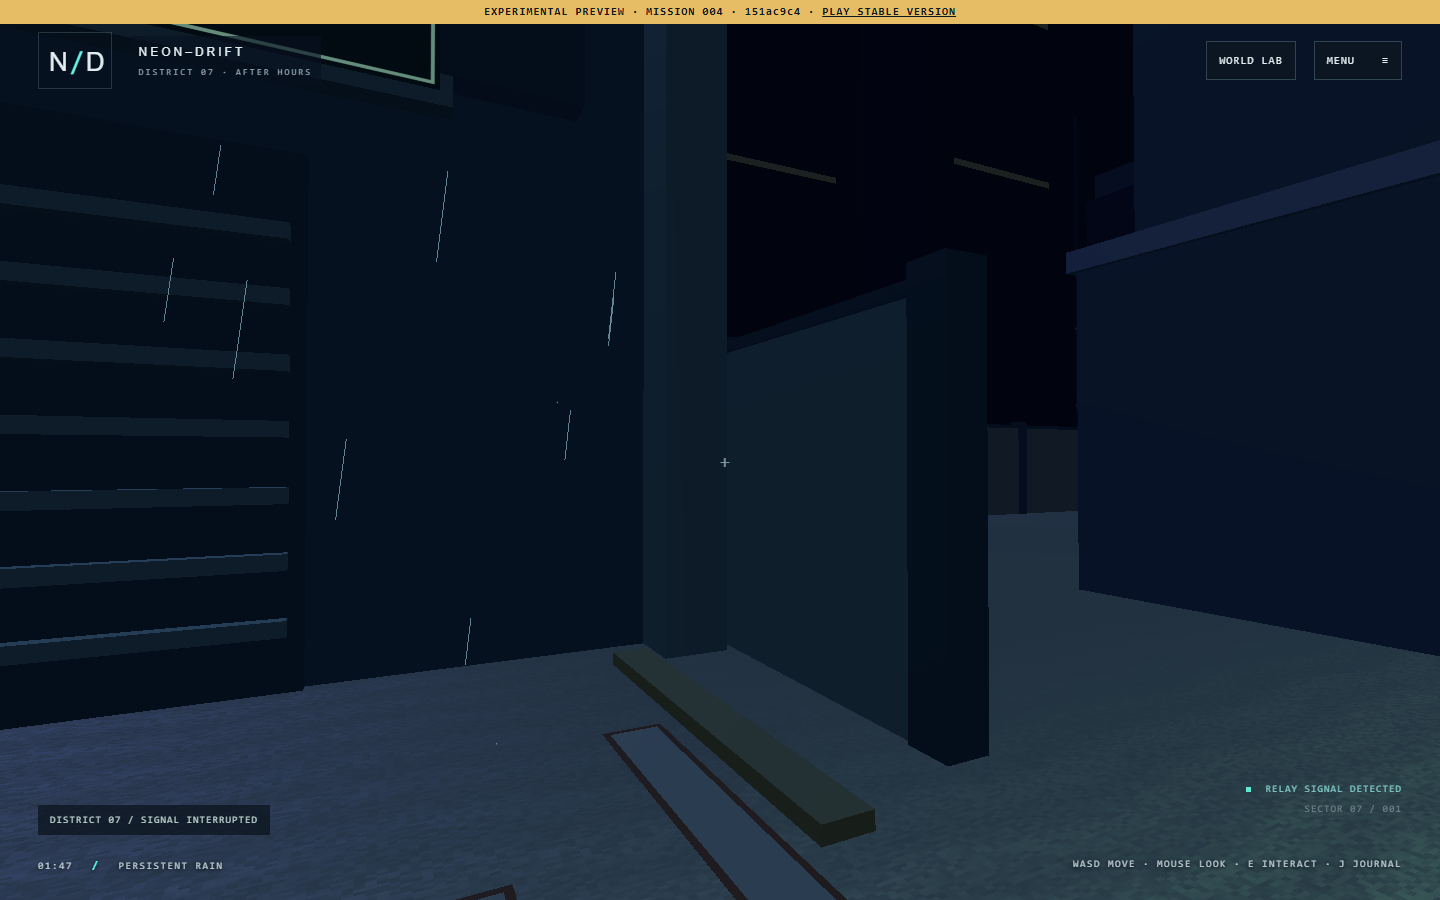 EXPERIMENTAL PREVIEW · MISSION 004 · 151ac9c4 · PLAY STABLE VERSION
N/D
NEON—DRIFT
DISTRICT 07 · AFTER HOURS
WORLD LAB
MENU ≡
RELAY SIGNAL DETECTED
SECTOR 07 / 001
DISTRICT 07 / SIGNAL INTERRUPTED
01:47 / PERSISTENT RAIN
WASD MOVE · MOUSE LOOK · E INTERACT · J JOURNAL